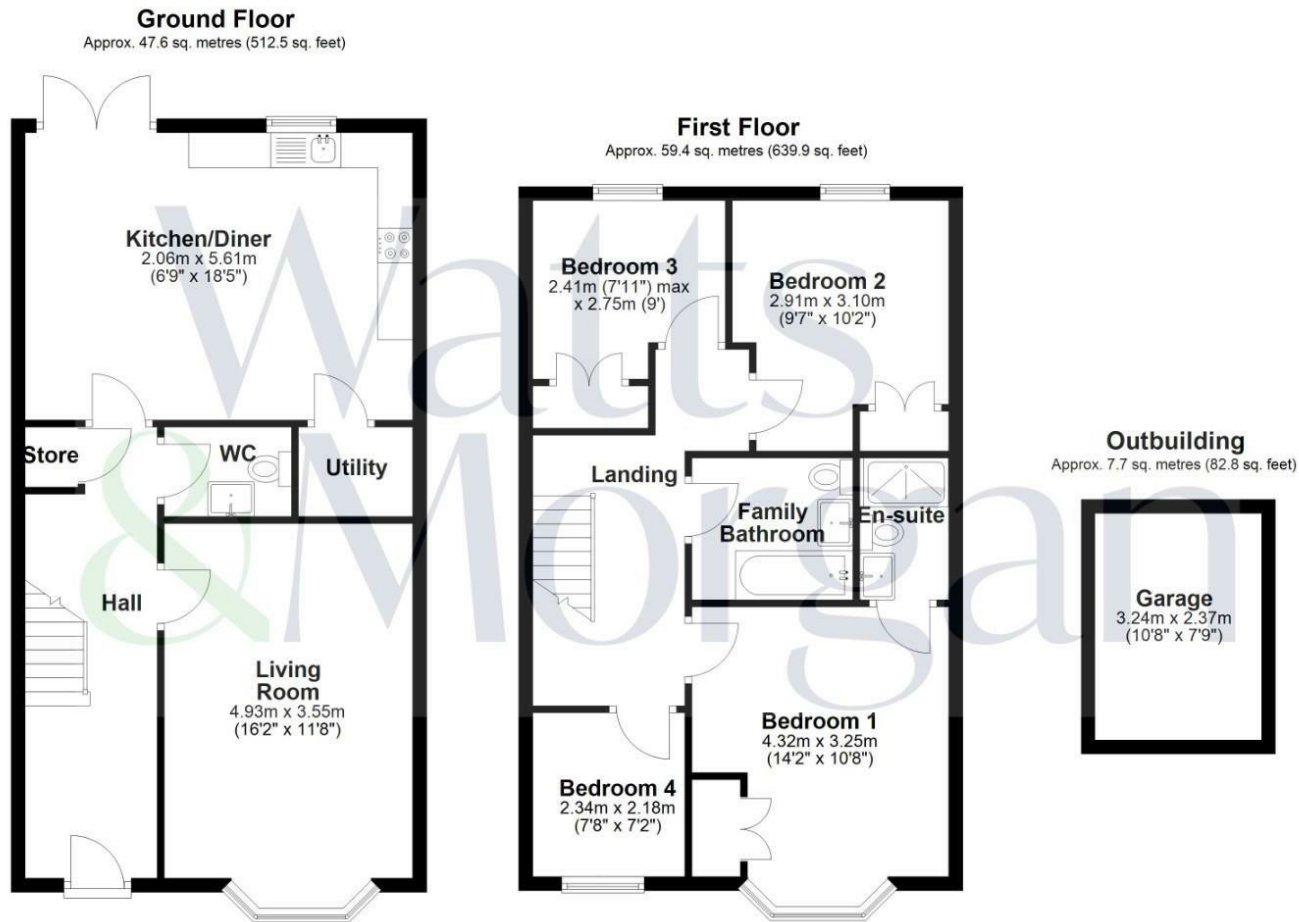 Ground Floor
Approx. 47.6 sq. metres (512.5 sq. feet)
Kitchen/Diner
2.06m x 5.61m
(6'9" x 18'5")
Store
WC
Utility
Hall
Living
Room
4.93m x 3.55m
(16'2" x 11'8")
First Floor
Approx. 59.4 sq. metres (639.9 sq. feet)
Bedroom 3
2.41m (7'11") max
x 2.75m (9')
Bedroom 2
2.91m x 3.10m
(9'7" x 10'2")
Landing
Family
Bathroom
En-suite
Bedroom 1
4.32m x 3.25m
(14'2" x 10'8")
Bedroom 4
2.34m x 2.18m
(7'8" x 7'2")
Outbuilding
Approx. 7.7 sq. metres (82.8 sq. feet)
Garage
3.24m x 2.37m
(10'8" x 7'9")
Watts
&Morgan